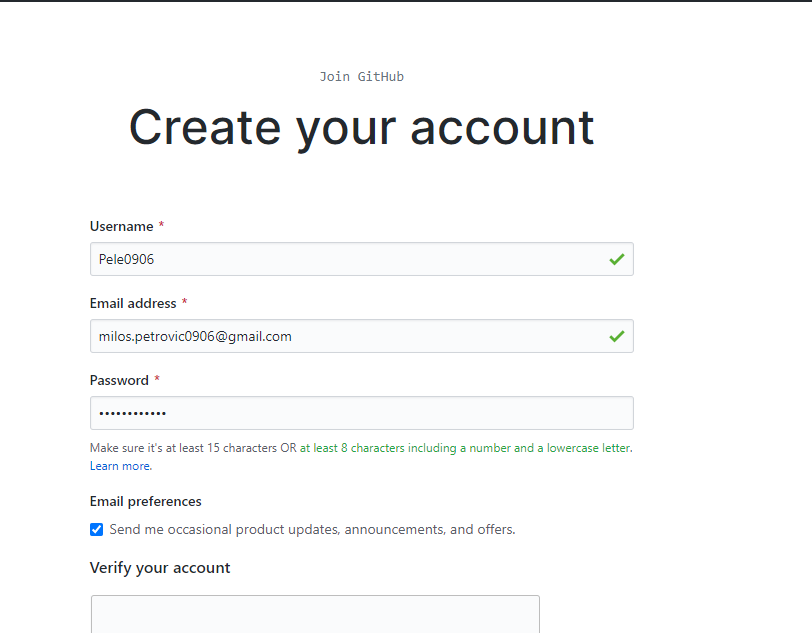 Join GitHub
Create your account
Username *
Pele0906
Email address *
milos.petrovic0906@gmail.com
Password *
••••••••••••
Make sure it's at least 15 characters OR at least 8 characters including a number and a lowercase letter.
Learn more.
Email preferences
Send me occasional product updates, announcements, and offers.
Verify your account